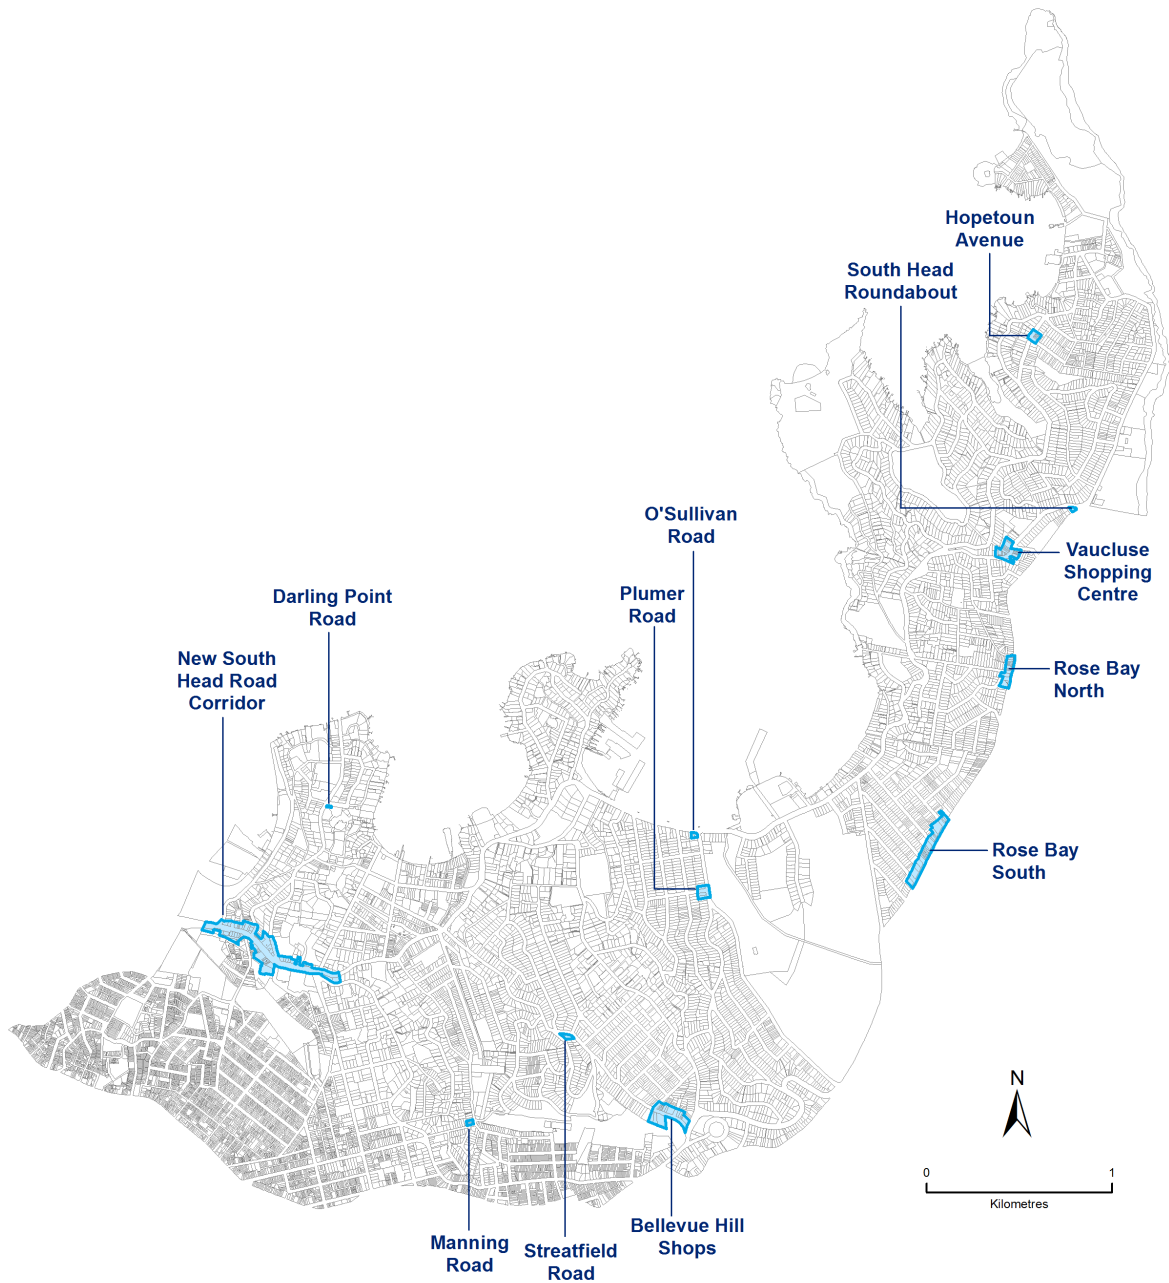 Hopetoun
Avenue
South Head
Roundabout
O'Sullivan
Road
Vaucluse
Shopping
Centre
Plumer
Road
Darling Point
Road
New South
Head Road
Corridor
Rose Bay
North
Rose Bay
South
N
0
1
Kilometres
Bellevue Hill
Shops
Manning
Road
Streatfield
Road